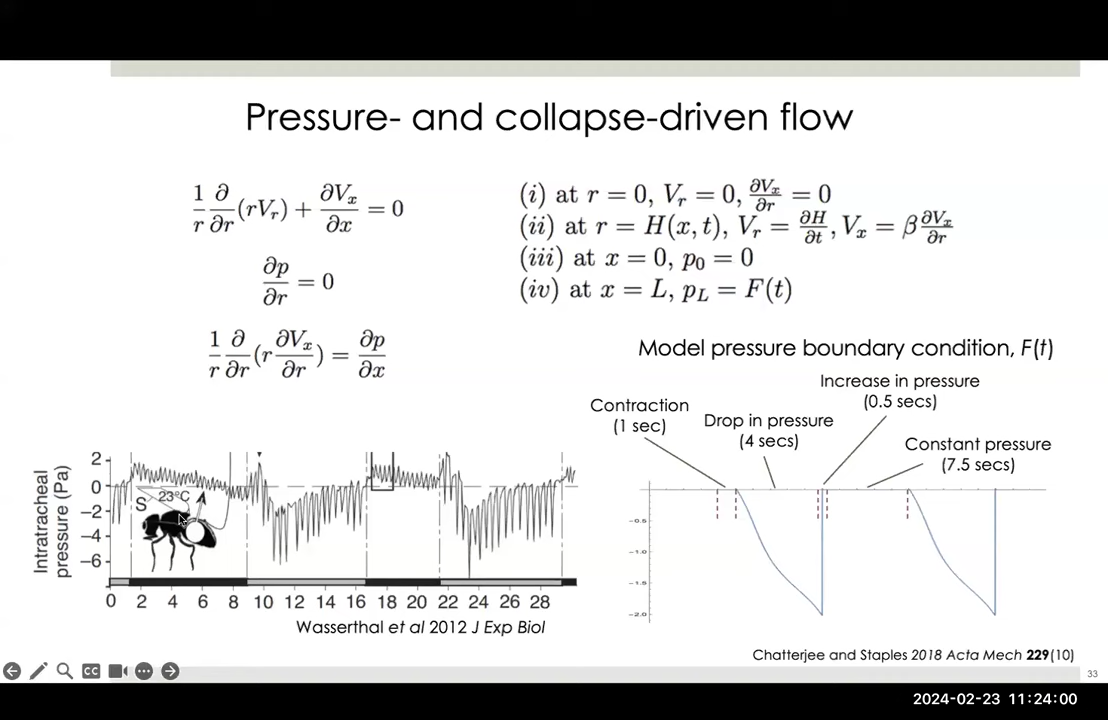 Pressure- and collapse-driven flow
1/r ∂/∂r (rV_r) + ∂V_x/∂x = 0
∂p/∂r = 0
1/r ∂/∂r (r ∂V_x/∂r) = ∂p/∂x
(i) at r = 0, V_r = 0, ∂V_x/∂r = 0
(ii) at r = H(x, t), V_r = ∂H/∂t, V_x = β ∂V_x/∂r
(iii) at x = 0, p_0 = 0
(iv) at x = L, p_L = F(t)
Model pressure boundary condition, F(t)
Increase in pressure
(0.5 secs)
Contraction
(1 sec)
Drop in pressure
(4 secs)
Constant pressure
(7.5 secs)
-0.5
-1.0
-1.5
-2.0
Intratracheal
pressure (Pa)
2
0
−2
−4
−6
S
23°C
0 2 4 6 8 10 12 14 16 18 20 22 24 26 28
Wasserthal et al 2012 J Exp Biol
Chatterjee and Staples 2018 Acta Mech 229(10)
CC
33
2024-02-23 11:24:00